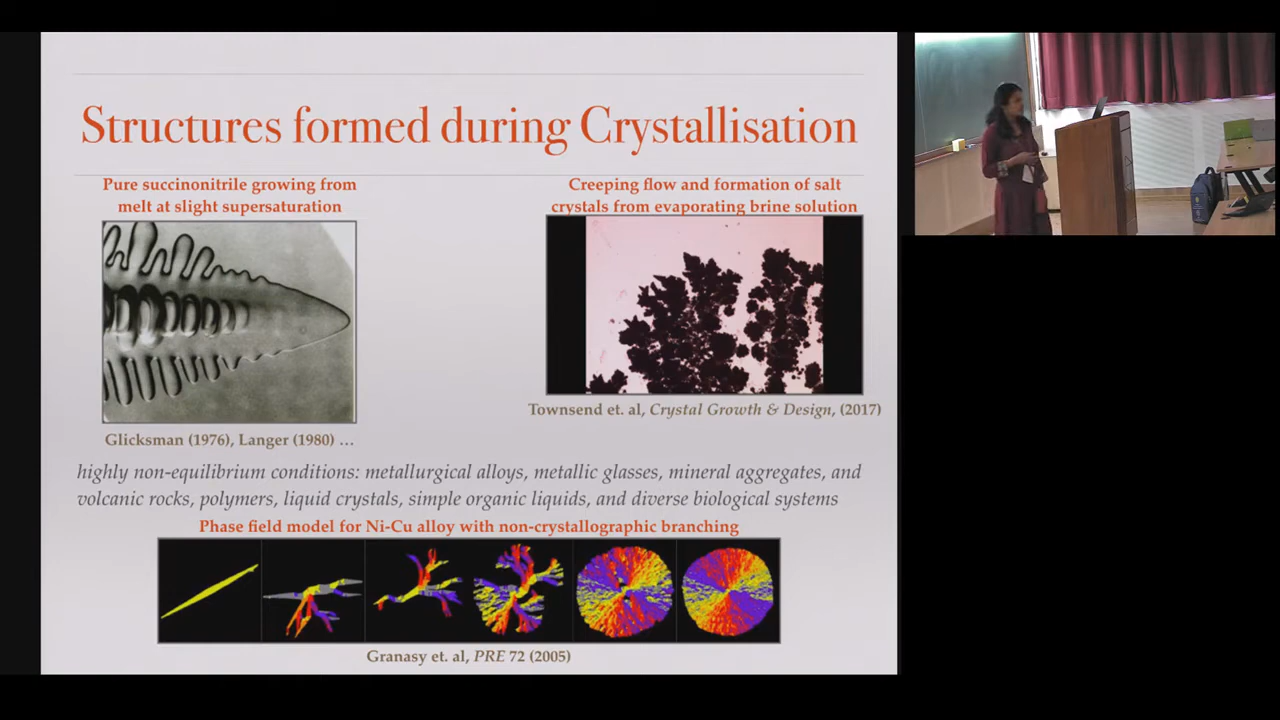 Structures formed during Crystallisation
Pure succinonitrile growing from
melt at slight supersaturation
Glicksman (1976), Langer (1980) ...
Creeping flow and formation of salt
crystals from evaporating brine solution
Townsend et. al, Crystal Growth & Design, (2017)
highly non-equilibrium conditions: metallurgical alloys, metallic glasses, mineral aggregates, and
volcanic rocks, polymers, liquid crystals, simple organic liquids, and diverse biological systems
Phase field model for Ni-Cu alloy with non-crystallographic branching
Granasy et. al, PRE 72 (2005)